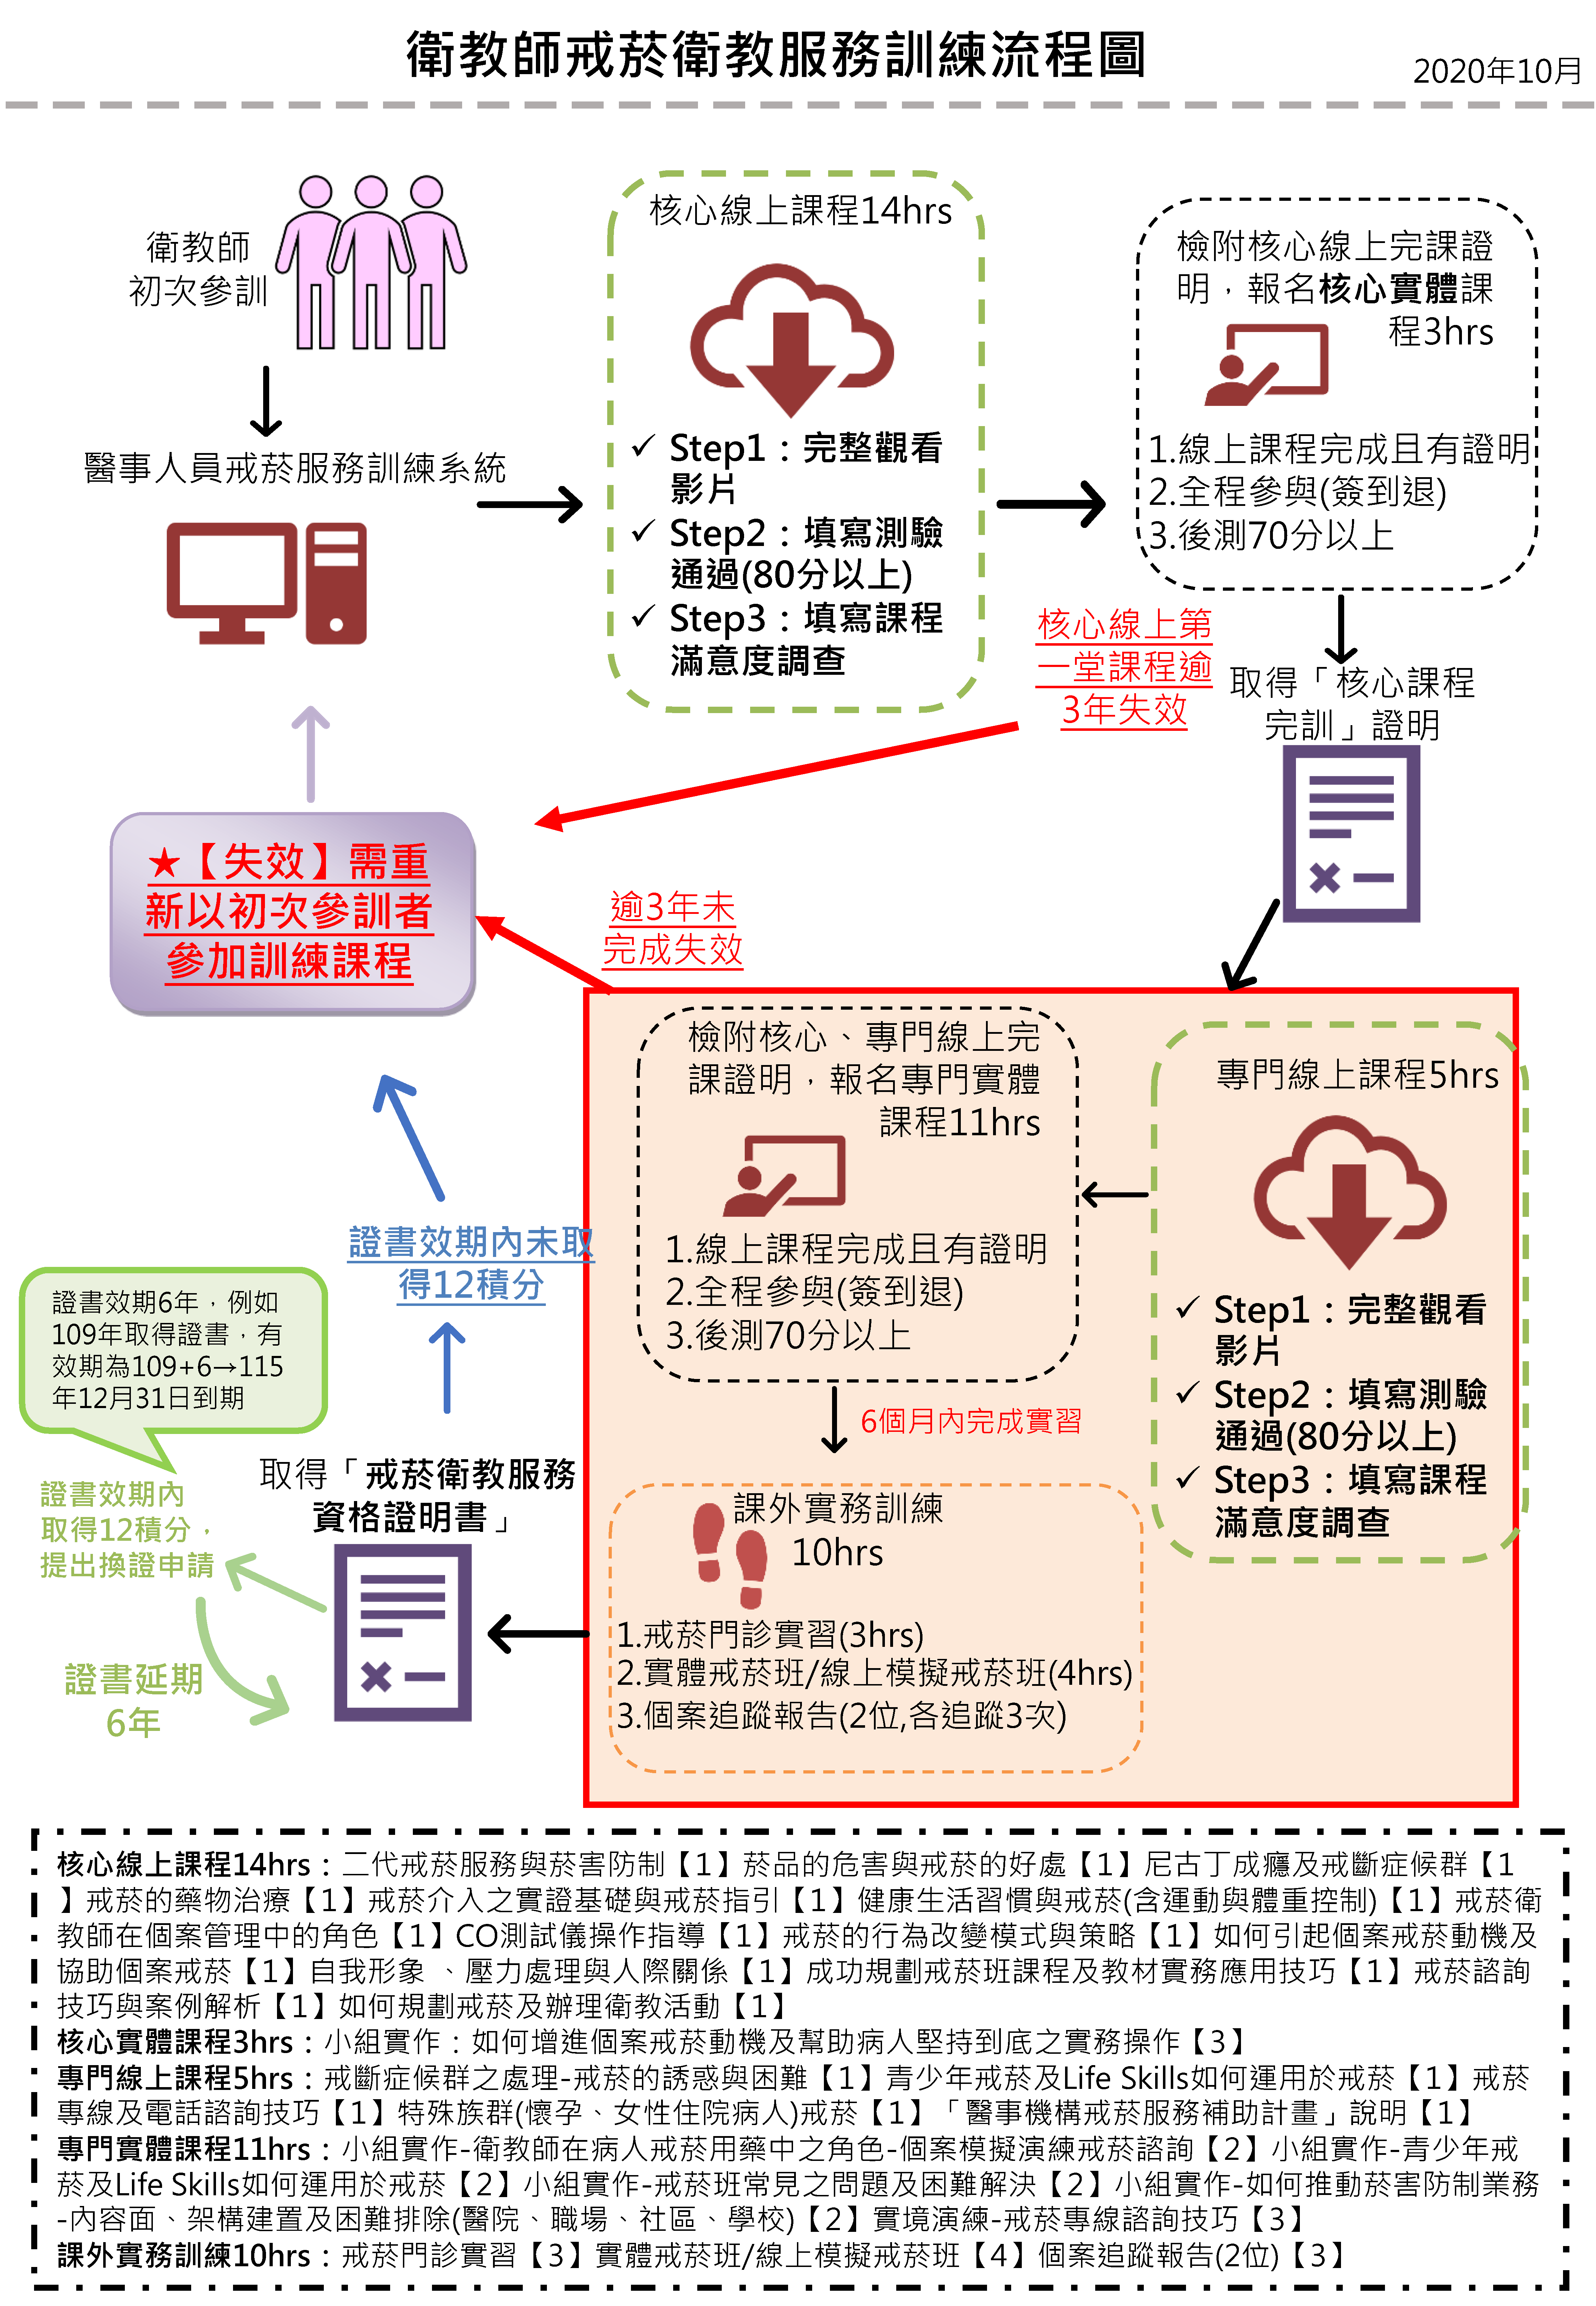 衛教師戒菸衛教服務訓練流程圖
2020年10月
衛教師
初次參訓
醫事人員戒菸服務訓練系統
核心線上課程14hrs
✓ Step1：完整觀看
影片
✓ Step2：填寫測驗
通過(80分以上)
✓ Step3：填寫課程
滿意度調查
檢附核心線上完課證
明，報名核心實體課
程3hrs
1.線上課程完成且有證明
2.全程參與(簽到退)
3.後測70分以上
核心線上第
一堂課程逾
3年失效
取得「核心課程
完訓」證明
★【失效】需重
新以初次參訓者
參加訓練課程
逾3年未
完成失效
專門線上課程5hrs
✓ Step1：完整觀看
影片
✓ Step2：填寫測驗
通過(80分以上)
✓ Step3：填寫課程
滿意度調查
檢附核心、專門線上完
課證明，報名專門實體
課程11hrs
1.線上課程完成且有證明
2.全程參與(簽到退)
3.後測70分以上
6個月內完成實習
課外實務訓練
10hrs
1.戒菸門診實習(3hrs)
2.實體戒菸班/線上模擬戒菸班(4hrs)
3.個案追蹤報告(2位,各追蹤3次)
證書效期內未取
得12積分
取得「戒菸衛教服務
資格證明書」
證書效期6年，例如
109年取得證書，有
效期為109+6→115
年12月31日到期
證書效期內
取得12積分，
提出換證申請
證書延期
6年
核心線上課程14hrs：二代戒菸服務與菸害防制【1】菸品的危害與戒菸的好處【1】尼古丁成癮及戒斷症候群【1
】戒菸的藥物治療【1】戒菸介入之實證基礎與戒菸指引【1】健康生活習慣與戒菸(含運動與體重控制)【1】戒菸衛
教師在個案管理中的角色【1】CO測試儀操作指導【1】戒菸的行為改變模式與策略【1】如何引起個案戒菸動機及
協助個案戒菸【1】自我形象 、壓力處理與人際關係【1】成功規劃戒菸班課程及教材實務應用技巧【1】戒菸諮詢
技巧與案例解析【1】如何規劃戒菸及辦理衛教活動【1】
核心實體課程3hrs：小組實作：如何增進個案戒菸動機及幫助病人堅持到底之實務操作【3】
專門線上課程5hrs：戒斷症候群之處理-戒菸的誘惑與困難【1】青少年戒菸及Life Skills如何運用於戒菸【1】戒菸
專線及電話諮詢技巧【1】特殊族群(懷孕、女性住院病人)戒菸【1】「醫事機構戒菸服務補助計畫」說明【1】
專門實體課程11hrs：小組實作-衛教師在病人戒菸用藥中之角色-個案模擬演練戒菸諮詢【2】小組實作-青少年戒
菸及Life Skills如何運用於戒菸【2】小組實作-戒菸班常見之問題及困難解決【2】小組實作-如何推動菸害防制業務
-內容面、架構建置及困難排除(醫院、職場、社區、學校)【2】實境演練-戒菸專線諮詢技巧【3】
課外實務訓練10hrs：戒菸門診實習【3】實體戒菸班/線上模擬戒菸班【4】個案追蹤報告(2位)【3】